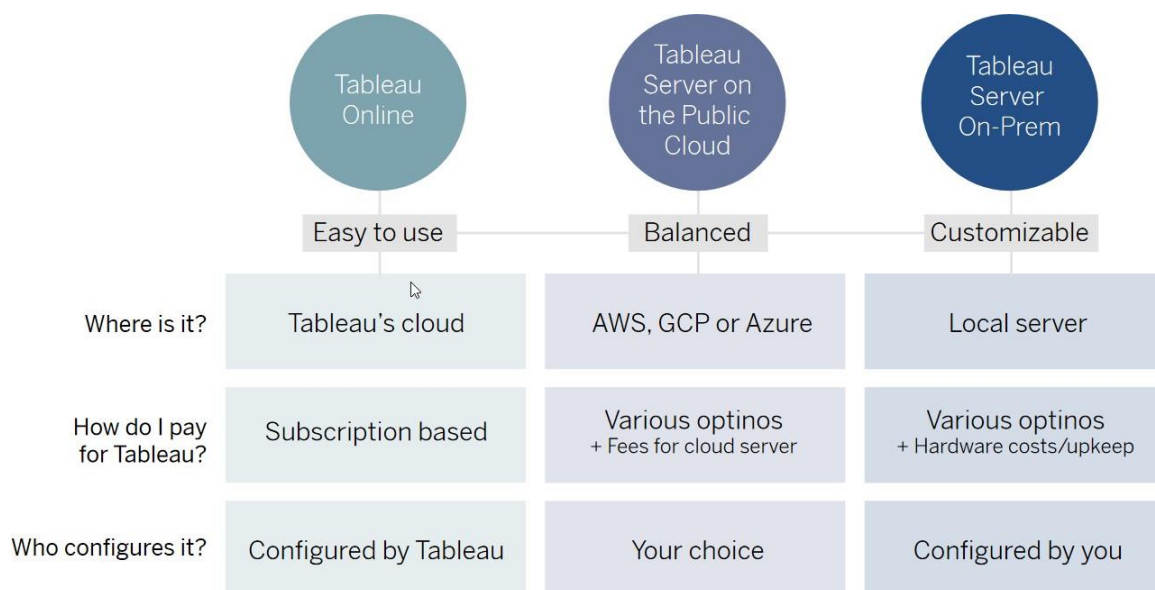 Tableau
Online
Tableau
Server on
the Public
Cloud
Tableau
Server
On-Prem
Easy to use
Balanced
Customizable
Where is it?
Tableau's cloud
AWS, GCP or Azure
Local server
How do I pay
for Tableau?
Subscription based
Various optinos
+ Fees for cloud server
Various optinos
+ Hardware costs/upkeep
Who configures it?
Configured by Tableau
Your choice
Configured by you